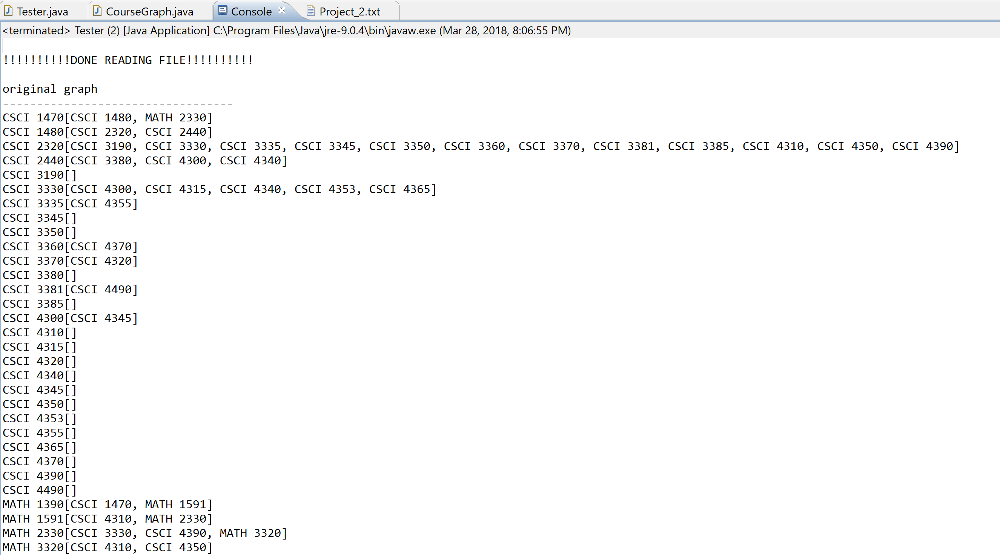 Tester.java CourseGraph.java Console Project_2.txt
<terminated> Tester (2) [Java Application] C:\Program Files\Java\jre-9.0.4\bin\javaw.exe (Mar 28, 2018, 8:06:55 PM)
!!!!!!!!!!DONE READING FILE!!!!!!!!!!
original graph
----------------------------------
CSCI 1470[CSCI 1480, MATH 2330]
CSCI 1480[CSCI 2320, CSCI 2440]
CSCI 2320[CSCI 3190, CSCI 3330, CSCI 3335, CSCI 3345, CSCI 3350, CSCI 3360, CSCI 3370, CSCI 3381, CSCI 3385, CSCI 4310, CSCI 4350, CSCI 4390]
CSCI 2440[CSCI 3380, CSCI 4300, CSCI 4340]
CSCI 3190[]
CSCI 3330[CSCI 4300, CSCI 4315, CSCI 4340, CSCI 4353, CSCI 4365]
CSCI 3335[CSCI 4355]
CSCI 3345[]
CSCI 3350[]
CSCI 3360[CSCI 4370]
CSCI 3370[CSCI 4320]
CSCI 3380[]
CSCI 3381[CSCI 4490]
CSCI 3385[]
CSCI 4300[CSCI 4345]
CSCI 4310[]
CSCI 4315[]
CSCI 4320[]
CSCI 4340[]
CSCI 4345[]
CSCI 4350[]
CSCI 4353[]
CSCI 4355[]
CSCI 4365[]
CSCI 4370[]
CSCI 4390[]
CSCI 4490[]
MATH 1390[CSCI 1470, MATH 1591]
MATH 1591[CSCI 4310, MATH 2330]
MATH 2330[CSCI 3330, CSCI 4390, MATH 3320]
MATH 3320[CSCI 4310, CSCI 4350]